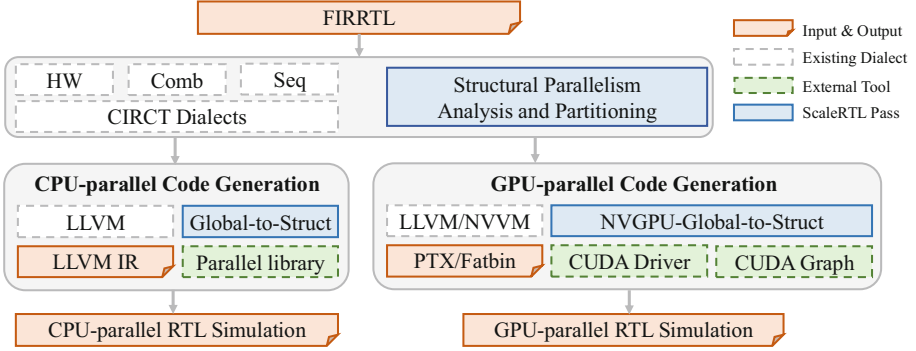 FIRRTL
Input & Output
Existing Dialect
External Tool
ScaleRTL Pass
HW
Comb
Seq
CIRCT Dialects
Structural Parallelism
Analysis and Partitioning
CPU-parallel Code Generation
LLVM
Global-to-Struct
LLVM IR
Parallel library
GPU-parallel Code Generation
LLVM/NVVM
NVGPU-Global-to-Struct
PTX/Fatbin
CUDA Driver
CUDA Graph
CPU-parallel RTL Simulation
GPU-parallel RTL Simulation